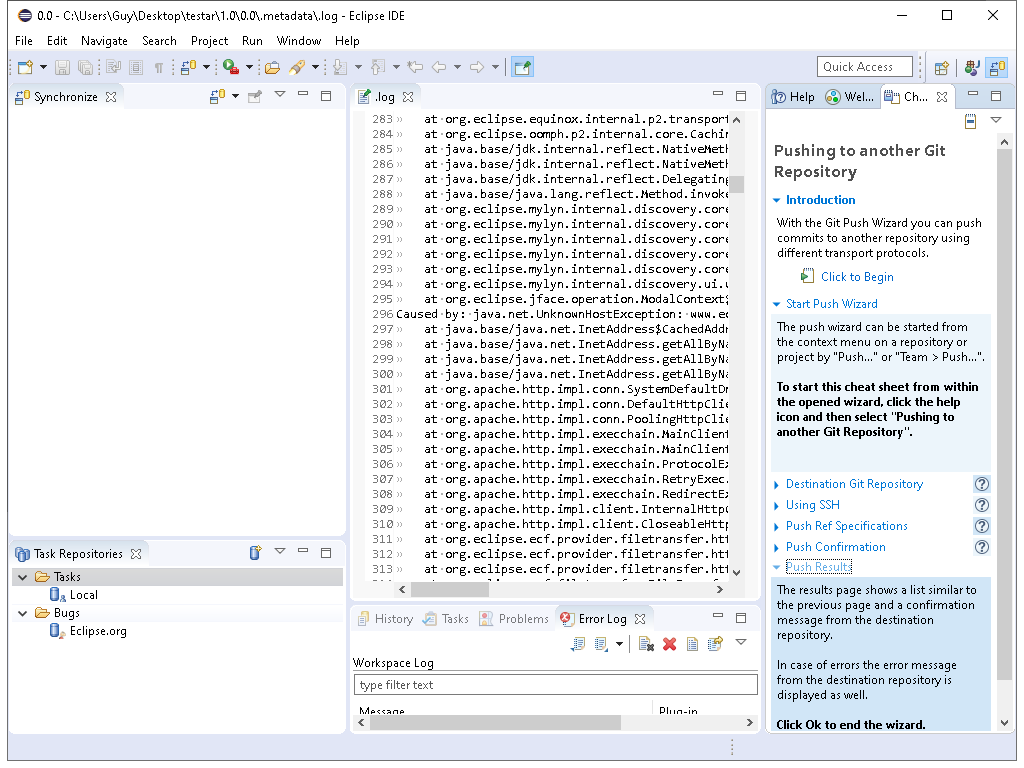 0.0 - C:\Users\Guy\Desktop\testar\1.0\0.0\.metadata\.log - Eclipse IDE
File Edit Navigate Search Project Run Window Help
Quick Access
Synchronize
.log
283 at org.eclipse.equinox.internal.p2.transport
284 at org.eclipse.oomph.p2.internal.core.Cachin
285 at java.base/jdk.internal.reflect.NativeMeth
286 at java.base/jdk.internal.reflect.NativeMeth
287 at java.base/jdk.internal.reflect.Delegating
288 at java.base/java.lang.reflect.Method.invoke
289 at org.eclipse.mylyn.internal.discovery.core
290 at org.eclipse.mylyn.internal.discovery.core
291 at org.eclipse.mylyn.internal.discovery.core
292 at org.eclipse.mylyn.internal.discovery.core
293 at org.eclipse.mylyn.internal.discovery.core
294 at org.eclipse.mylyn.internal.discovery.ui.u
295 at org.eclipse.jface.operation.ModalContext$
296 Caused by: java.net.UnknownHostException: www.ec
297 at java.base/java.net.InetAddress$CachedAddr
298 at java.base/java.net.InetAddress.getAllByNa
299 at java.base/java.net.InetAddress.getAllByNa
300 at java.base/java.net.InetAddress.getAllByNa
301 at org.apache.http.impl.conn.SystemDefaultDn
302 at org.apache.http.impl.conn.DefaultHttpClie
303 at org.apache.http.impl.conn.PoolingHttpClie
304 at org.apache.http.impl.execchain.MainClient
305 at org.apache.http.impl.execchain.MainClient
306 at org.apache.http.impl.execchain.ProtocolEx
307 at org.apache.http.impl.execchain.RetryExec.
308 at org.apache.http.impl.execchain.RedirectEx
309 at org.apache.http.impl.client.InternalHttpC
310 at org.apache.http.impl.client.CloseableHttp
311 at org.eclipse.ecf.provider.filetransfer.htt
312 at org.eclipse.ecf.provider.filetransfer.htt
313 at org.eclipse.ecf.provider.filetransfer.htt
Help Wel... Ch...
Pushing to another Git
Repository
Introduction
With the Git Push Wizard you can push
commits to another repository using
different transport protocols.
Click to Begin
Start Push Wizard
The push wizard can be started from
the context menu on a repository or
project by "Push..." or "Team > Push...".
To start this cheat sheet from within
the opened wizard, click the help
icon and then select "Pushing to
another Git Repository".
Destination Git Repository
Using SSH
Push Ref Specifications
Push Confirmation
Push Results
The results page shows a list similar to
the previous page and a confirmation
message from the destination
repository.
In case of errors the error message
from the destination repository is
displayed as well.
Click Ok to end the wizard.
Task Repositories
Tasks
Local
Bugs
Eclipse.org
History Tasks Problems Error Log
Workspace Log
type filter text
Message Plug-in